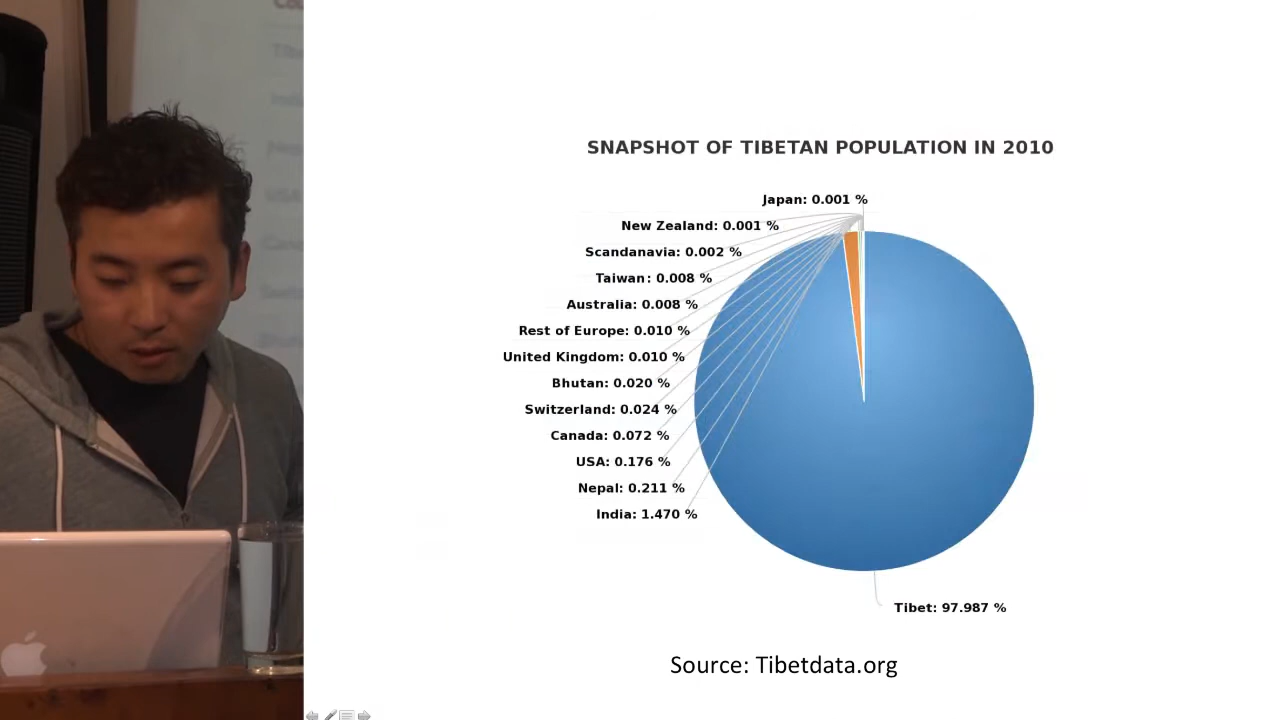 SNAPSHOT OF TIBETAN POPULATION IN 2010
Japan: 0.001 %
New Zealand: 0.001 %
Scandanavia: 0.002 %
Taiwan: 0.008 %
Australia: 0.008 %
Rest of Europe: 0.010 %
United Kingdom: 0.010 %
Bhutan: 0.020 %
Switzerland: 0.024 %
Canada: 0.072 %
USA: 0.176 %
Nepal: 0.211 %
India: 1.470 %
Tibet: 97.987 %
Source: Tibetdata.org